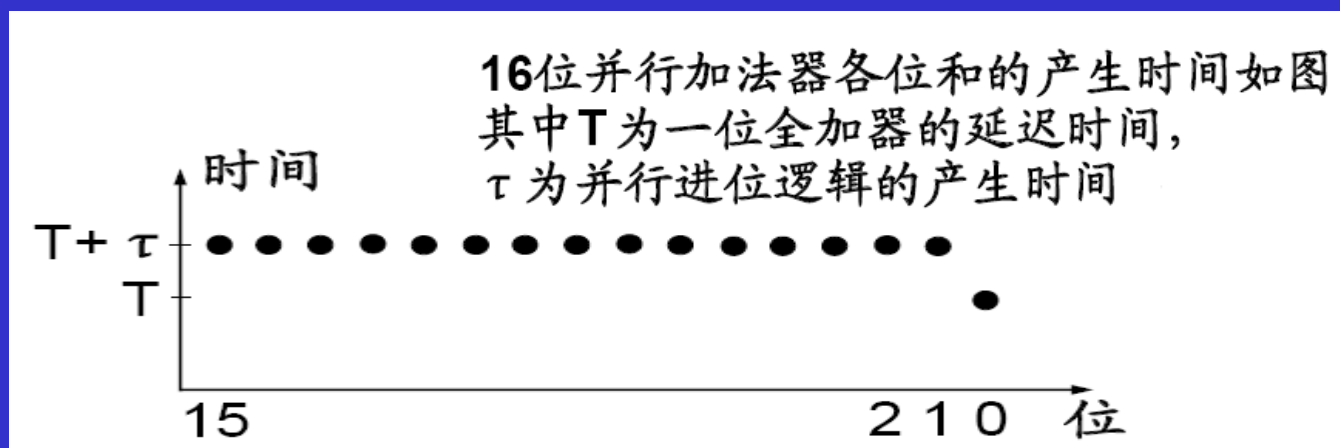 16位并行加法器各位和的产生时间如图
其中T为一位全加器的延迟时间，
τ为并行进位逻辑的产生时间
时间
T+ τ
T
15 2 1 0 位